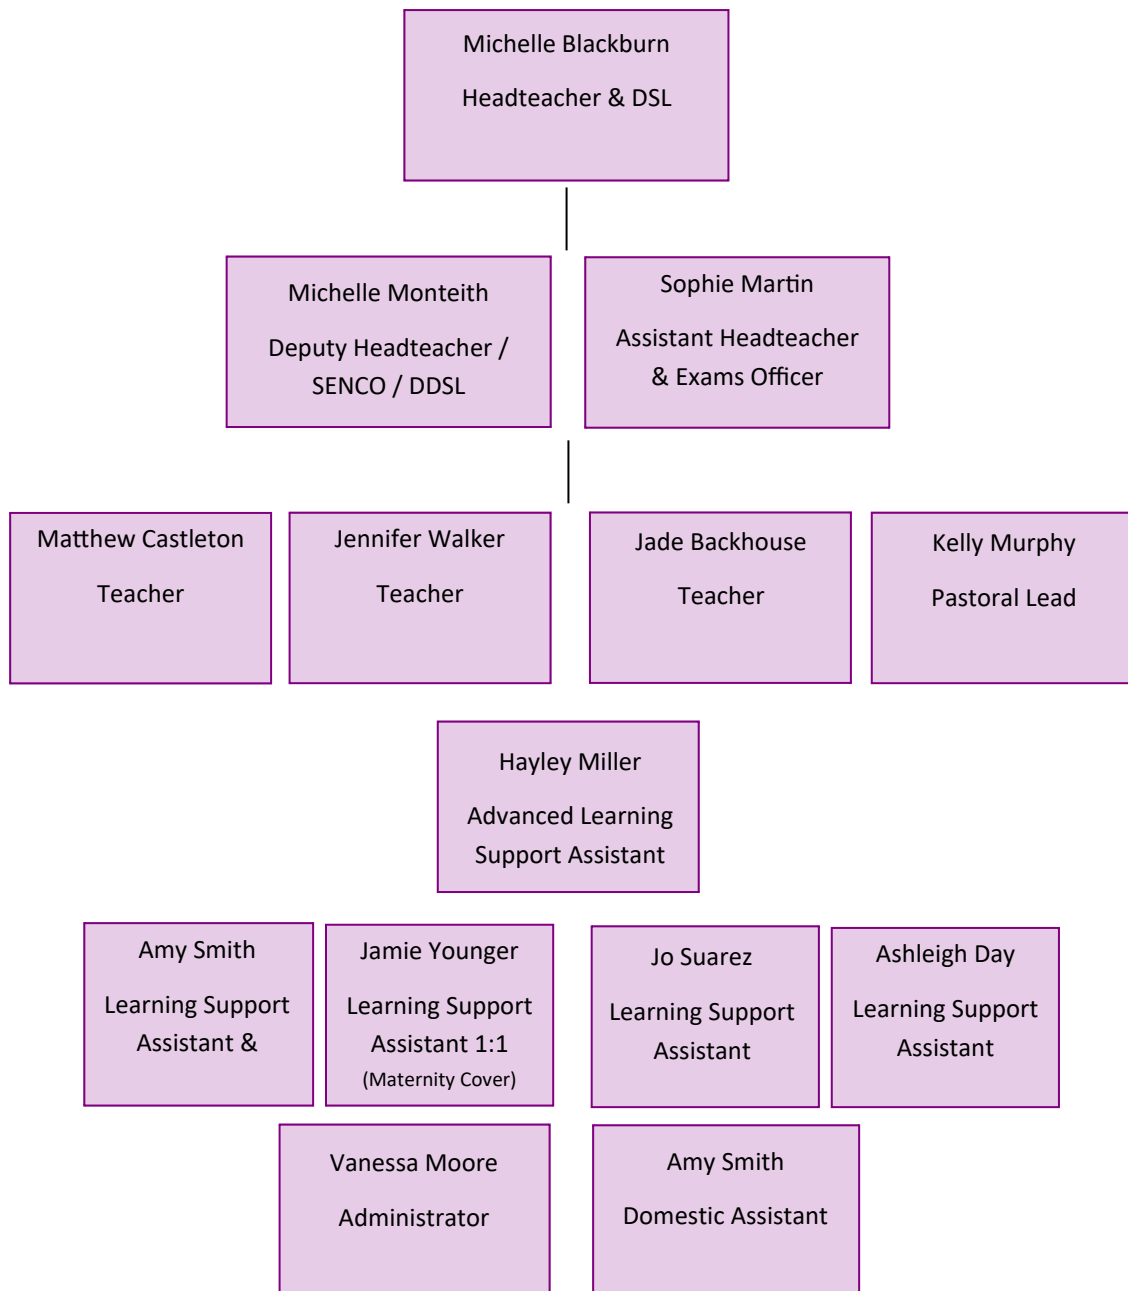 Michelle Blackburn
Headteacher & DSL
Michelle Monteith
Deputy Headteacher /
SENCO / DDSL
Sophie Martin
Assistant Headteacher
& Exams Officer
Matthew Castleton
Teacher
Jennifer Walker
Teacher
Jade Backhouse
Teacher
Kelly Murphy
Pastoral Lead
Hayley Miller
Advanced Learning
Support Assistant
Amy Smith
Learning Support
Assistant &
Jamie Younger
Learning Support
Assistant 1:1
(Maternity Cover)
Jo Suarez
Learning Support
Assistant
Ashleigh Day
Learning Support
Assistant
Vanessa Moore
Administrator
Amy Smith
Domestic Assistant